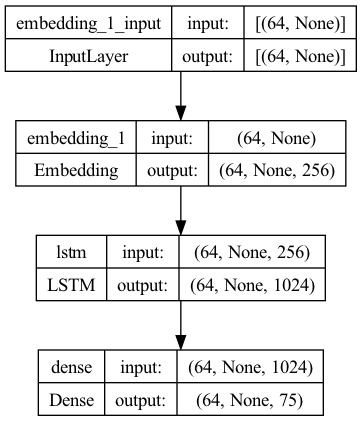 embedding_1_input input: [(64, None)]
InputLayer output: [(64, None)]
embedding_1 input: (64, None)
Embedding output: (64, None, 256)
lstm input: (64, None, 256)
LSTM output: (64, None, 1024)
dense input: (64, None, 1024)
Dense output: (64, None, 75)